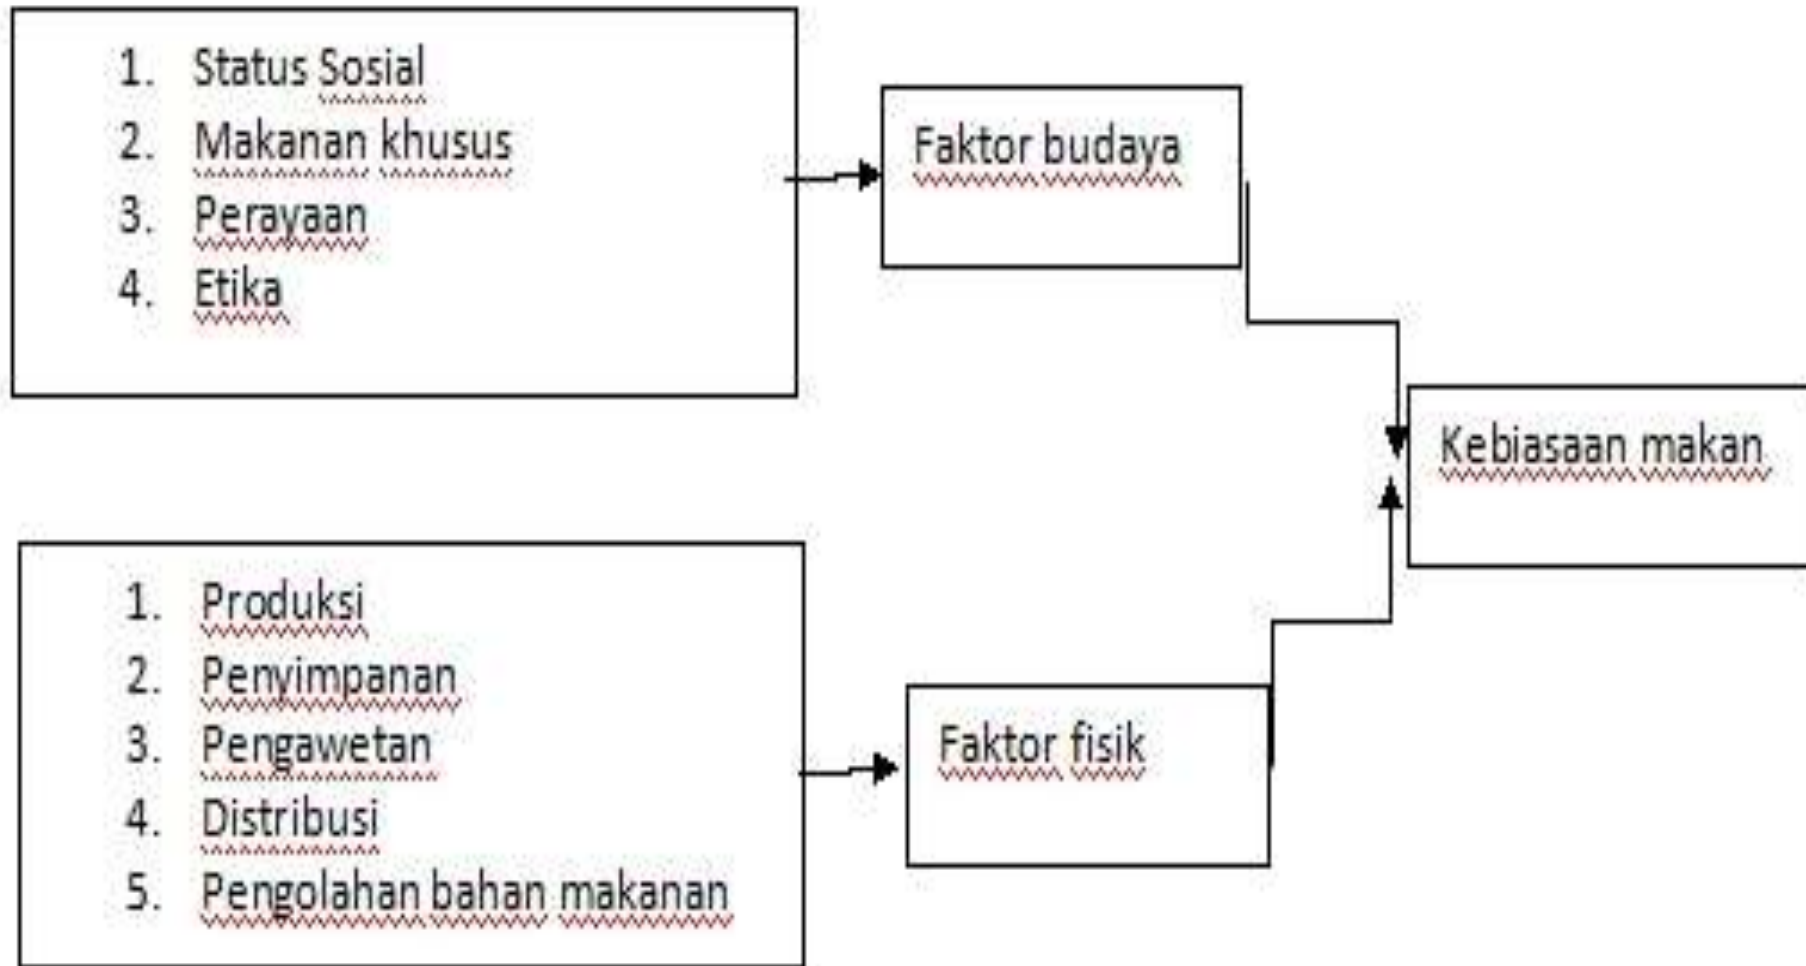 1. Status Sosial
2. Makanan khusus
3. Perayaan
4. Etika
Faktor budaya
Kebiasaan makan
1. Produksi
2. Penyimpanan
3. Pengawetan
4. Distribusi
5. Pengolahan bahan makanan
Faktor fisik